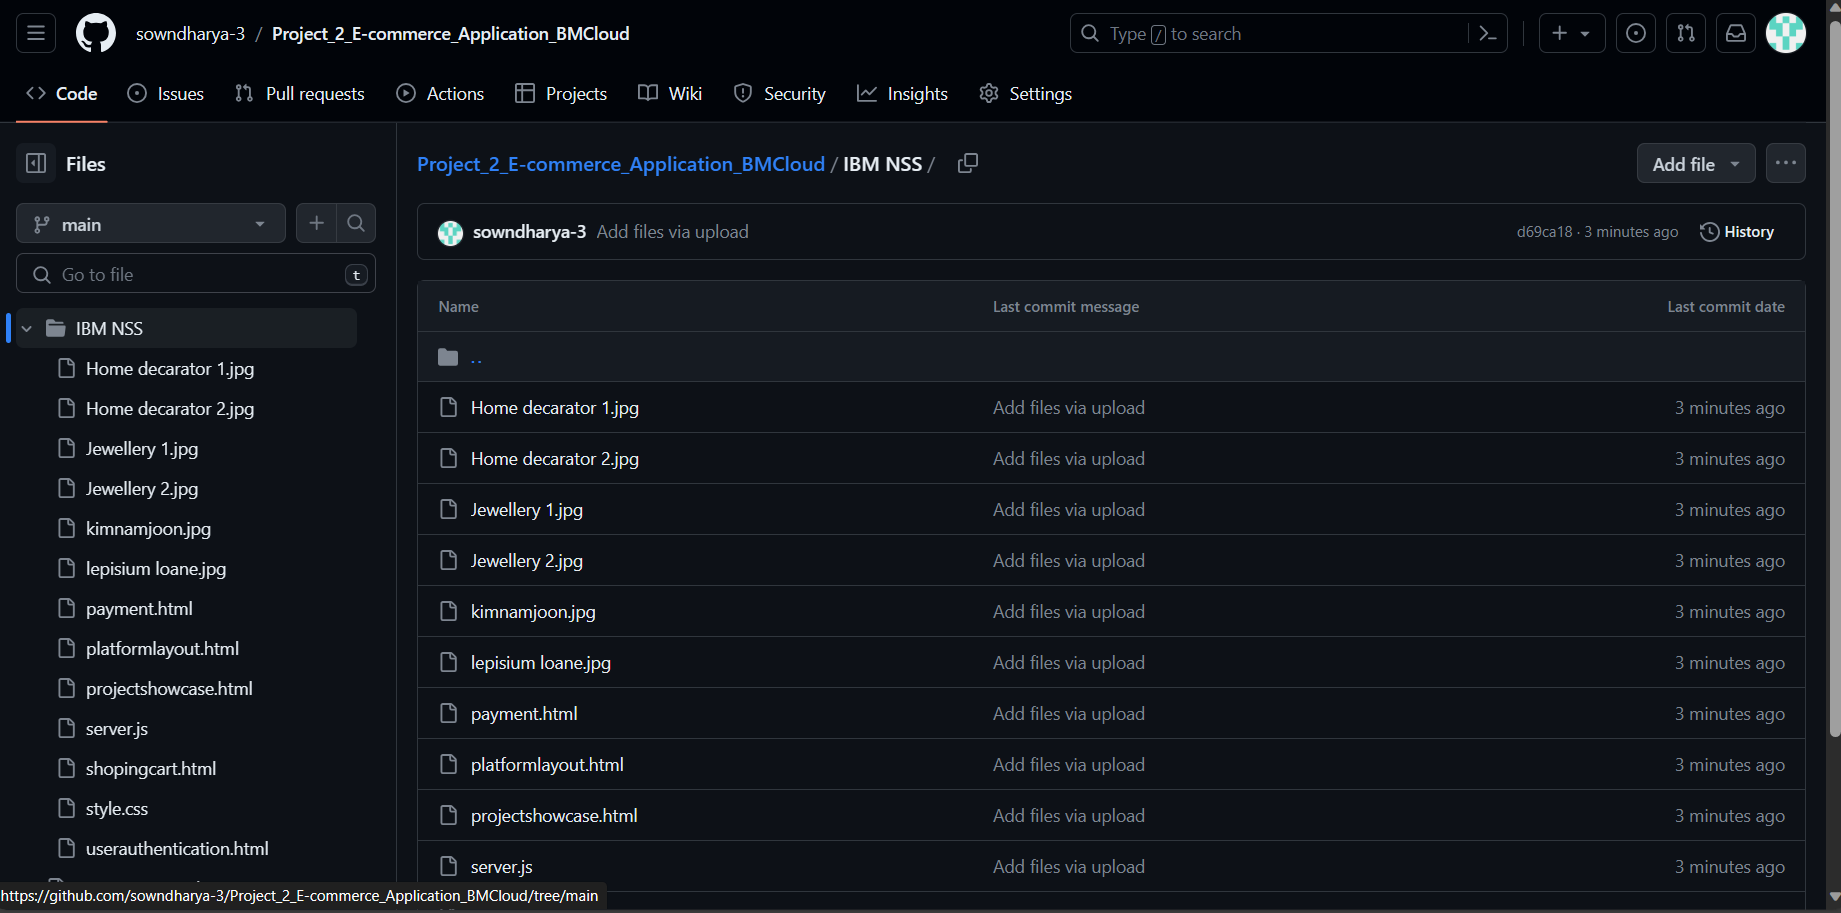 sowndharya-3 / Project_2_E-commerce_Application_BMCloud
Type / to search
Code Issues Pull requests Actions Projects Wiki Security Insights Settings
Files
main
Go to file t
IBM NSS
Home decarator 1.jpg
Home decarator 2.jpg
Jewellery 1.jpg
Jewellery 2.jpg
kimnamjoon.jpg
lepisium loane.jpg
payment.html
platformlayout.html
projectshowcase.html
server.js
shopingcart.html
style.css
userauthentication.html
Project_2_E-commerce_Application_BMCloud / IBM NSS /
Add file
sowndharya-3 Add files via upload
d69ca18 · 3 minutes ago History
Name Last commit message Last commit date
..
Home decarator 1.jpg Add files via upload 3 minutes ago
Home decarator 2.jpg Add files via upload 3 minutes ago
Jewellery 1.jpg Add files via upload 3 minutes ago
Jewellery 2.jpg Add files via upload 3 minutes ago
kimnamjoon.jpg Add files via upload 3 minutes ago
lepisium loane.jpg Add files via upload 3 minutes ago
payment.html Add files via upload 3 minutes ago
platformlayout.html Add files via upload 3 minutes ago
projectshowcase.html Add files via upload 3 minutes ago
server.js Add files via upload 3 minutes ago
https://github.com/sowndharya-3/Project_2_E-commerce_Application_BMCloud/tree/main